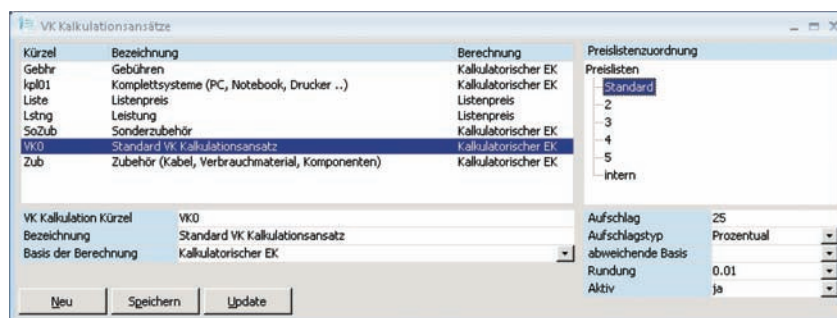 VK Kalkulationsansätze
Kürzel Bezeichnung Berechnung
Gebhr Gebühren Kalkulatorischer EK
kpl01 Komplettsysteme (PC, Notebook, Drucker ..) Kalkulatorischer EK
Liste Listenpreis Listenpreis
Lstng Leistung Listenpreis
SoZub Sonderzubehör Kalkulatorischer EK
VK0 Standard VK Kalkulationsansatz Kalkulatorischer EK
Zub Zubehör (Kabel, Verbrauchmaterial, Komponenten) Kalkulatorischer EK
Preislistenzuordnung
Preislisten
Standard
2
3
4
5
intern
VK Kalkulation Kürzel VK0
Bezeichnung Standard VK Kalkulationsansatz
Basis der Berechnung Kalkulatorischer EK
Aufschlag 25
Aufschlagstyp Prozentual
abweichende Basis
Rundung 0.01
Aktiv ja
Neu Speichern Update